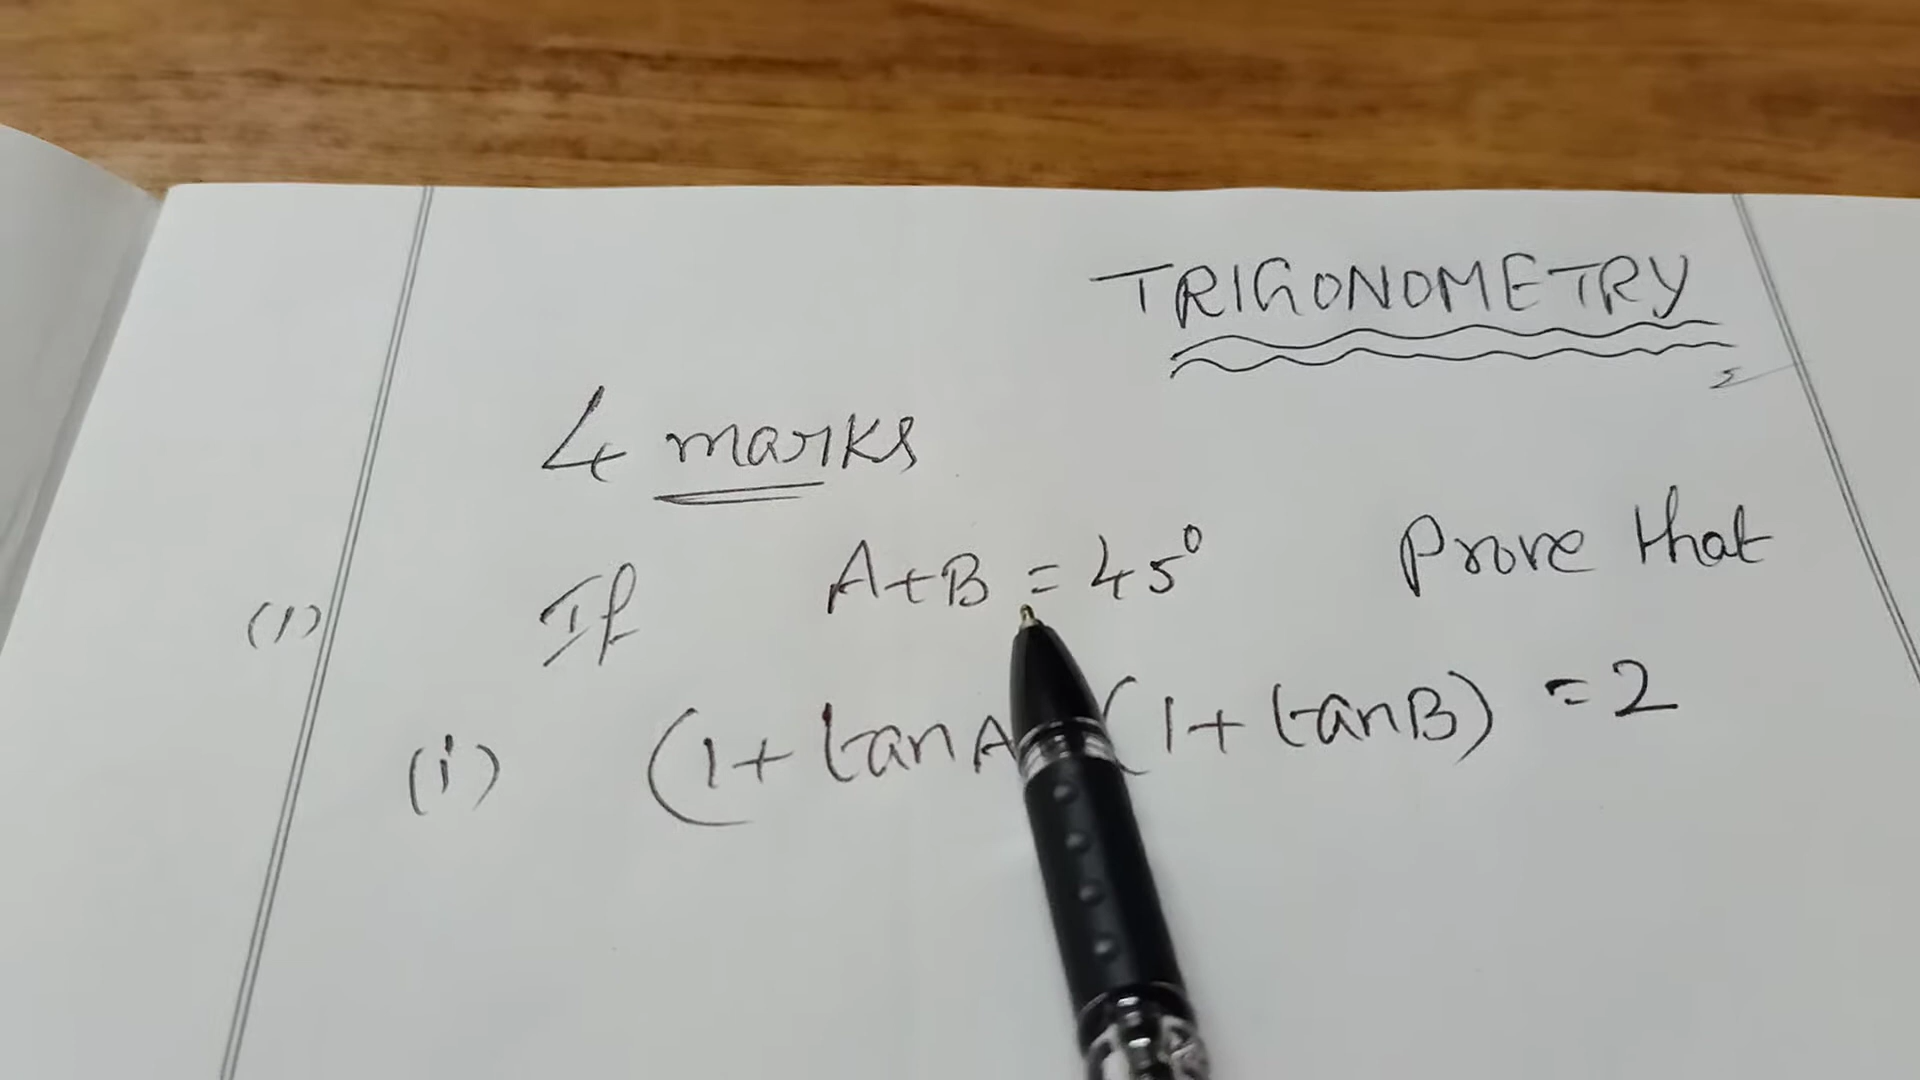 TRIGONOMETRY
4 marks
(1) If A+B = 45° Prove that
(i) (1+tanA (1+tanB) = 2